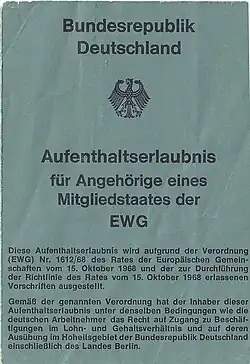 Bundesrepublik
Deutschland
Aufenthaltserlaubnis
für Angehörige eines
Mitgliedstaates der
EWG
Diese Aufenthaltserlaubnis wird aufgrund der Verordnung
(EWG) Nr. 1612/68 des Rates der Europäischen Gemein-
schaften vom 15. Oktober 1968 und der zur Durchführung
der Richtlinie des Rates vom 15. Oktober 1968 erlassenen
Vorschriften ausgestellt.
Gemäß der genannten Verordnung hat der Inhaber dieser
Aufenthaltserlaubnis unter denselben Bedingungen wie die
deutschen Arbeitnehmer das Recht auf Zugang zu Beschäf-
tigungen im Lohn- und Gehaltsverhältnis und auf deren
Ausübung im Hoheitsgebiet der Bundesrepublik Deutschland
einschließlich des Landes Berlin.